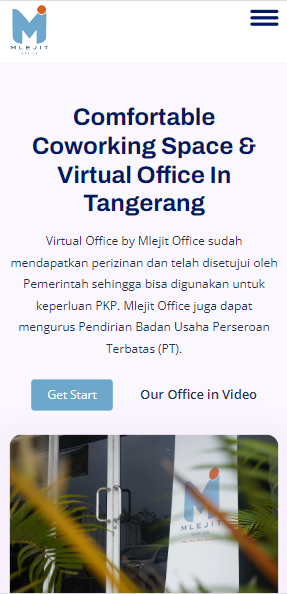 MLEJIT
OFFICE
Comfortable
Coworking Space &
Virtual Office In
Tangerang
Virtual Office by Mlejit Office sudah
mendapatkan perizinan dan telah disetujui oleh
Pemerintah sehingga bisa digunakan untuk
keperluan PKP. Mlejit Office juga dapat
mengurus Pendirian Badan Usaha Perseroan
Terbatas (PT).
Get Start
Our Office in Video
MLEJIT
OFFICE